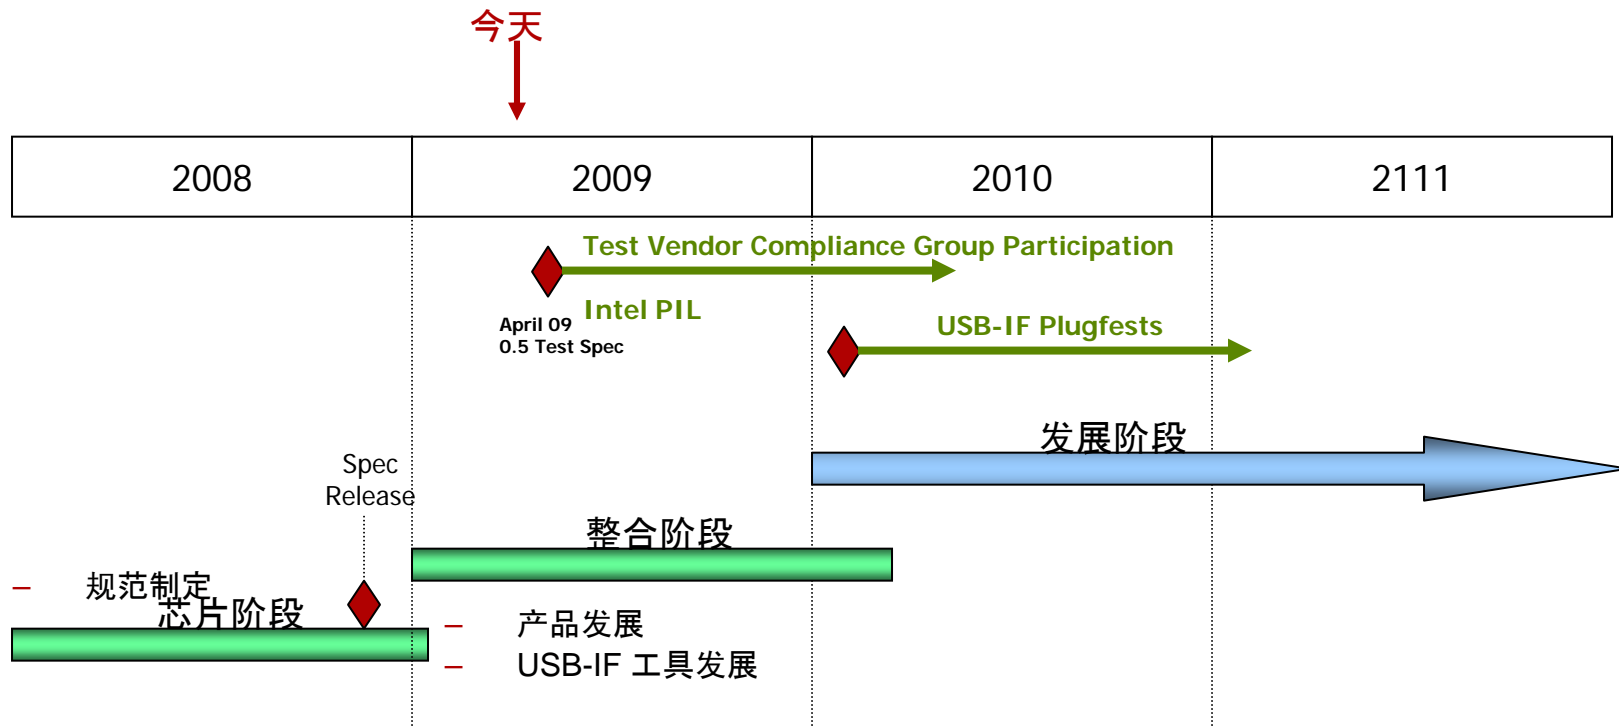 今天
2008
2009
2010
2111
Test Vendor Compliance Group Participation
Intel PIL
April 09
0.5 Test Spec
USB-IF Plugfests
发展阶段
Spec
Release
整合阶段
– 规范制定
芯片阶段
– 产品发展
– USB-IF 工具发展